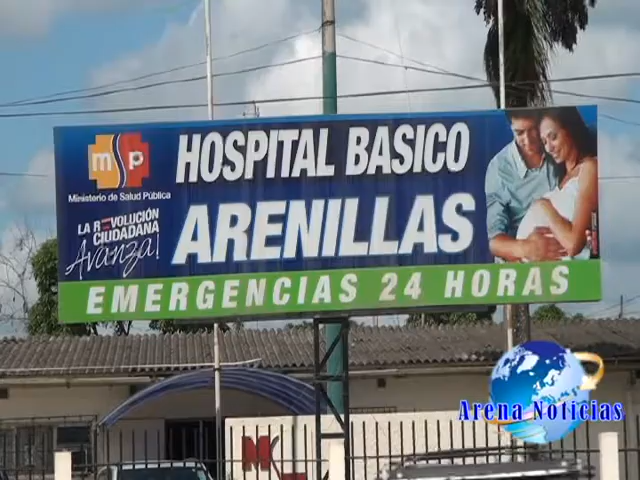 msp
Ministerio de Salud Pública
LA REVOLUCIÓN
CIUDADANA
Avanza!
HOSPITAL BASICO
ARENILLAS
EMERGENCIAS 24 HORAS
Arena Noticias